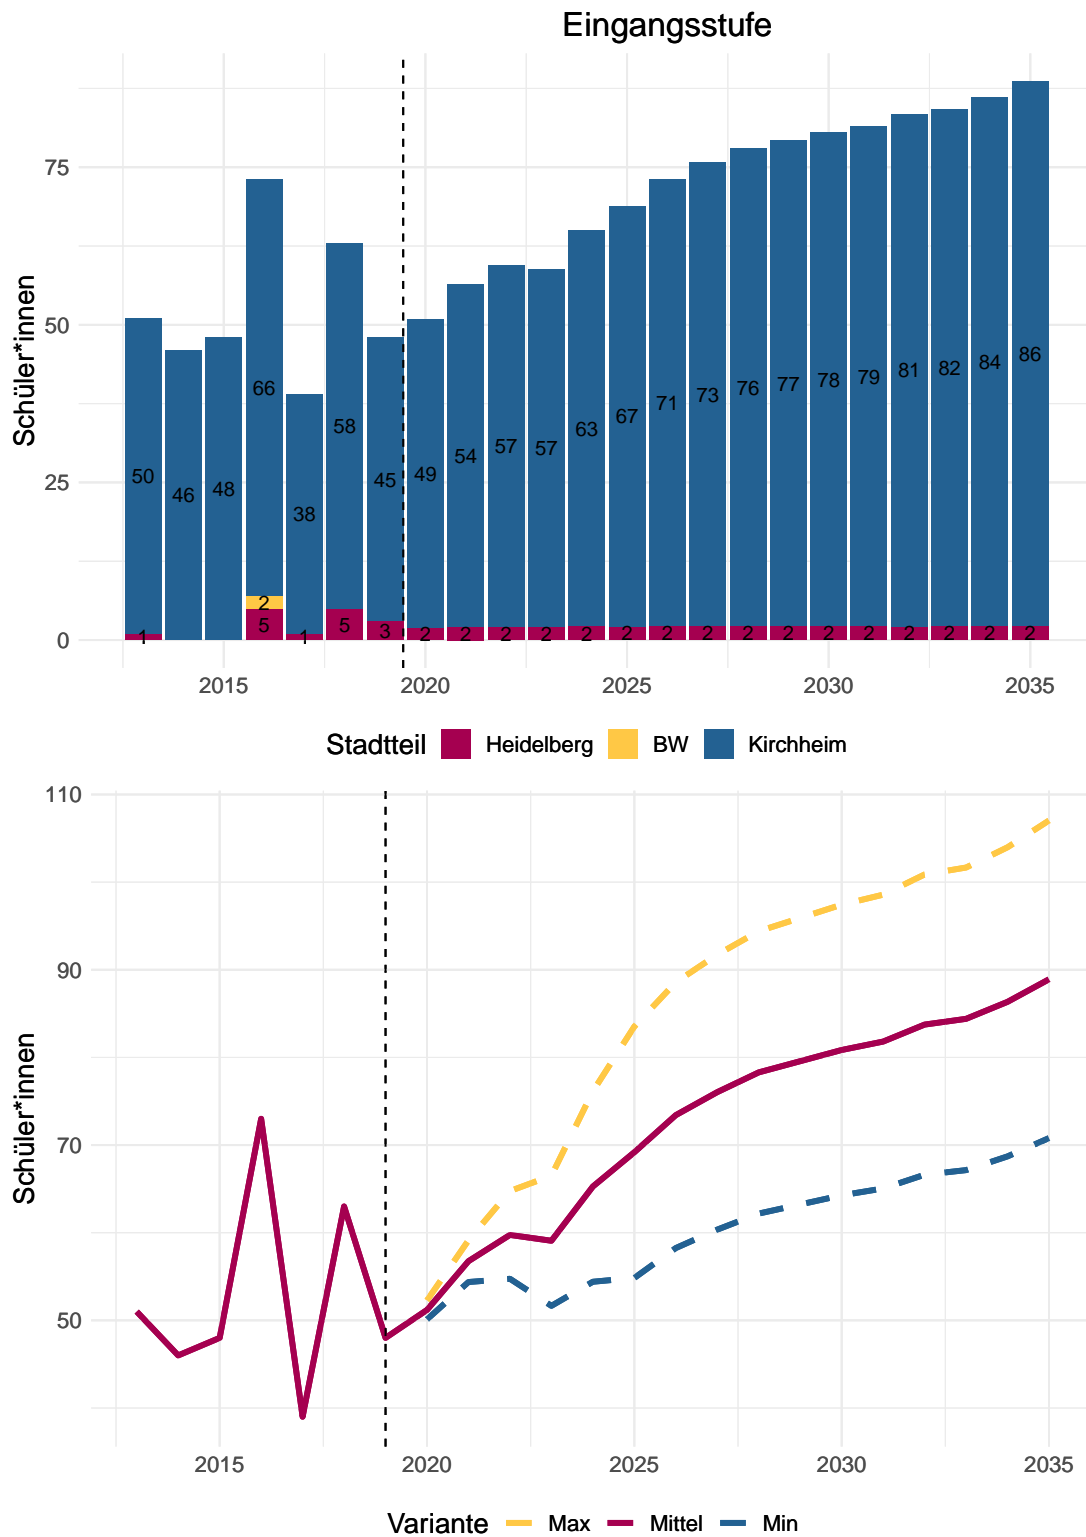 Eingangsstufe
Schüler*innen
75
50
25
0
50 46 48 66 38 58 45 49 54 57 57 63 67 71 73 76 77 78 79 81 82 84 86
2
1 5 1 5 3 2 2 2 2 2 2 2 2 2 2 2 2 2 2 2 2
2015 2020 2025 2030 2035
Stadtteil Heidelberg BW Kirchheim
Schüler*innen
110
90
70
50
2015 2020 2025 2030 2035
Variante Max Mittel Min